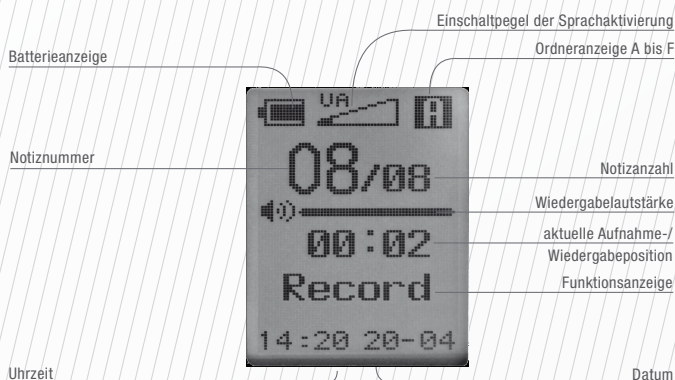 Einschaltpegel der Sprachaktivierung
Ordneranzeige A bis F
Batterieanzeige
VA
A
Notiznummer
08/08
Notizanzahl
Wiedergabelautstärke
00:02
aktuelle Aufnahme-/
Wiedergabeposition
Record
Funktionsanzeige
14:20 20-04
Uhrzeit
Datum